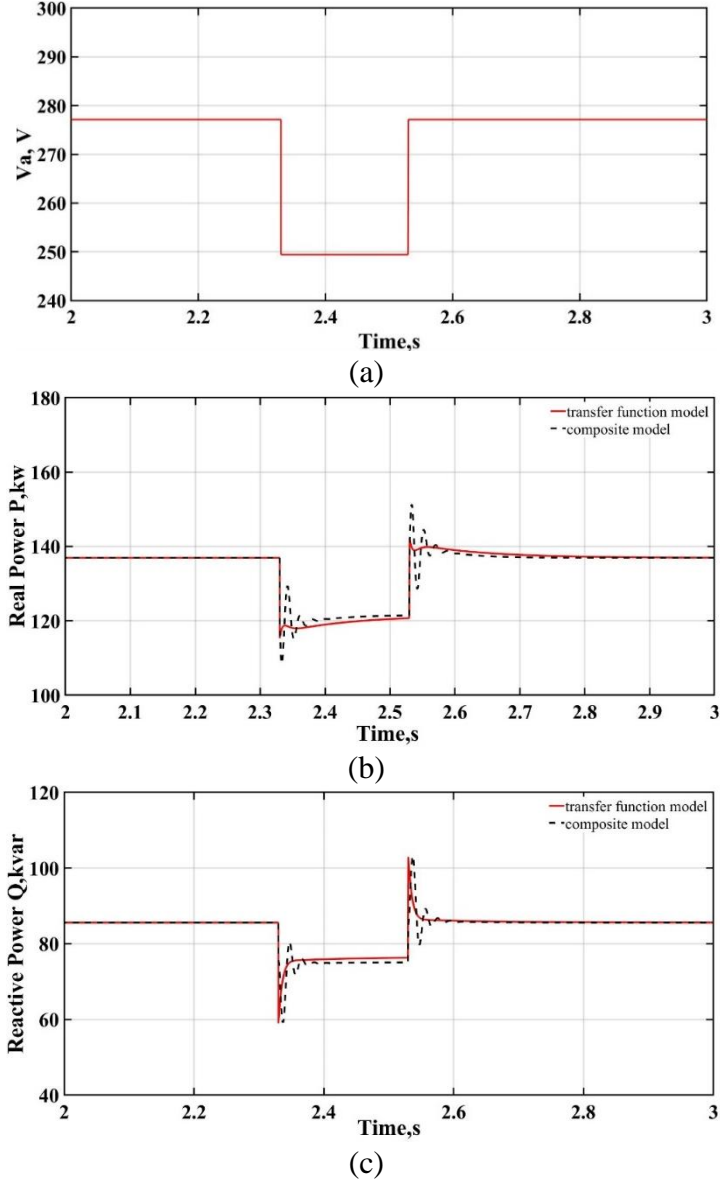 300
290
280
270
260
250
240
Va, V
2 2.2 2.4 2.6 2.8 3
Time,s
(a)
180
160
140
120
100
Real Power P,kw
transfer function model
composite model
2 2.1 2.2 2.3 2.4 2.5 2.6 2.7 2.8 2.9 3
Time,s
(b)
120
100
80
60
40
Reactive Power Q,kvar
transfer function model
composite model
2 2.2 2.4 2.6 2.8 3
Time,s
(c)